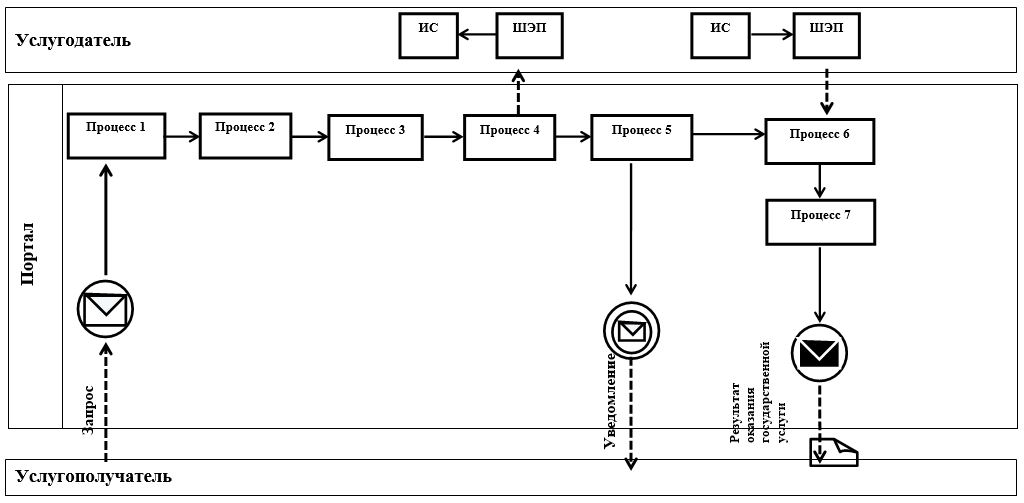 Услугодатель
ИС
ШЭП
ИС
ШЭП
Портал
Процесс 1
Процесс 2
Процесс 3
Процесс 4
Процесс 5
Процесс 6
Процесс 7
Запрос
Уведомление
Результат
оказания
государственной
услуги
Услугополучатель